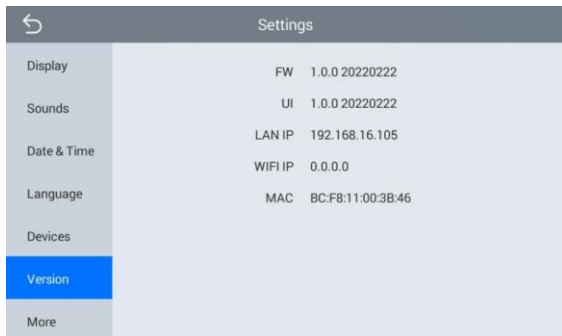 Settings
Display
Sounds
Date & Time
Language
Devices
Version
More
FW 1.0.0 20220222
UI 1.0.0 20220222
LAN IP 192.168.16.105
WIFI IP 0.0.0.0
MAC BC:F8:11:00:3B:46